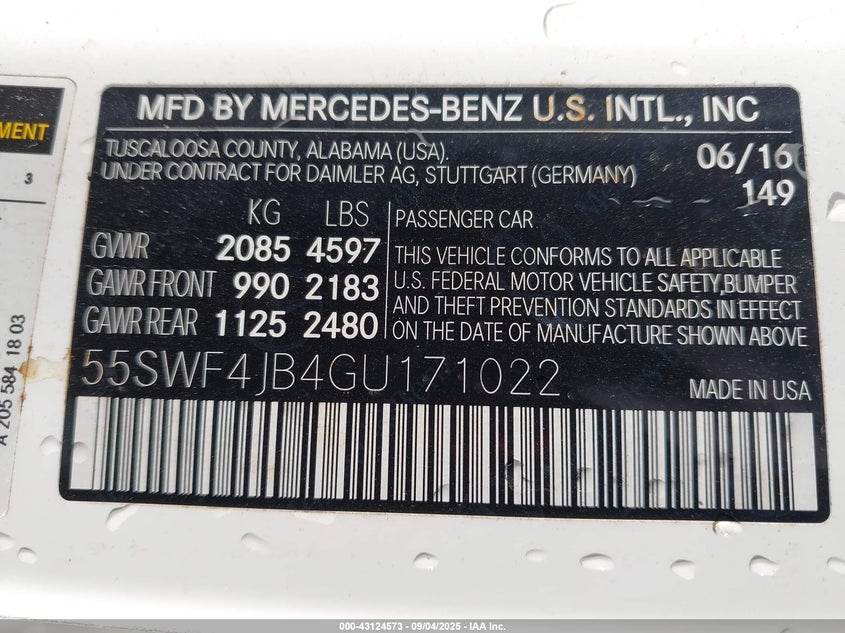 MFD BY MERCEDES-BENZ U.S. INTL., INC
TUSCALOOSA COUNTY, ALABAMA (USA). 06/16
UNDER CONTRACT FOR DAIMLER AG, STUTTGART (GERMANY) 149
KG LBS
GVWR 2085 4597
GAWR FRONT 990 2183
GAWR REAR 1125 2480
PASSENGER CAR
THIS VEHICLE CONFORMS TO ALL APPLICABLE
U.S. FEDERAL MOTOR VEHICLE SAFETY,BUMPER
AND THEFT PREVENTION STANDARDS IN EFFECT
ON THE DATE OF MANUFACTURE SHOWN ABOVE
55SWF4JB4GU171022
MADE IN USA
3
A 205 584 18 03
000-43124573 - 09/04/2025 - IAA Inc.